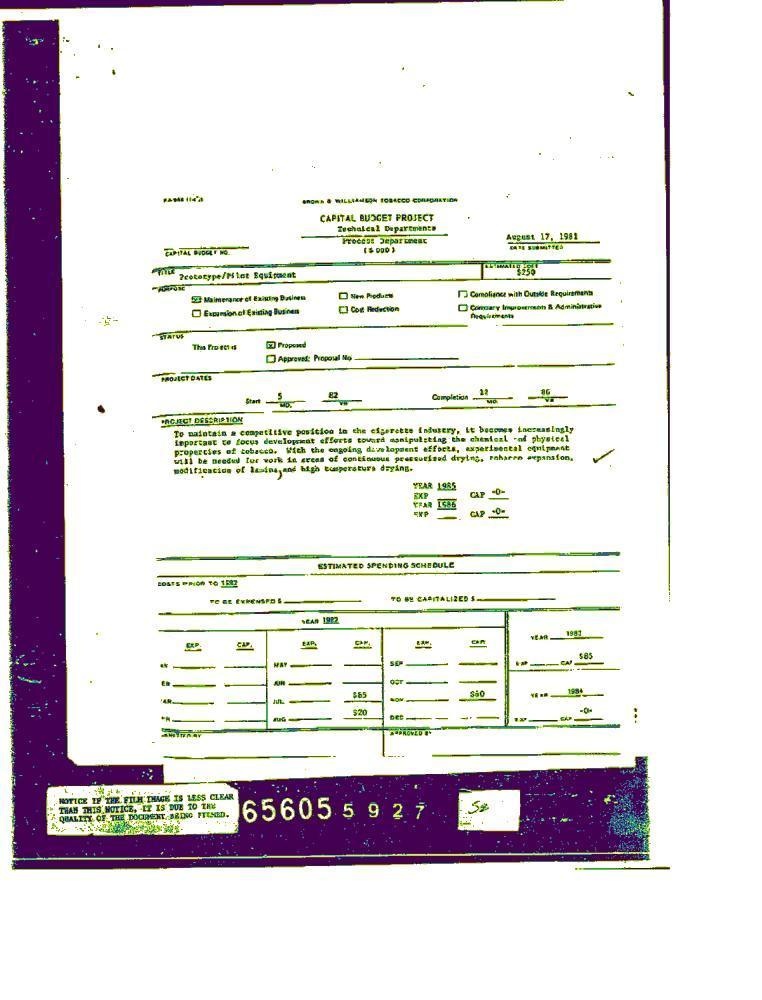 BROWN & WILLIAMSON TOBACCO CORPORATION
CAPITAL BUDGET PROJECT
Technical Departments
Process Department
($ 000)
August 17, 1981
DATE SUBMITTED
CAPITAL BUDGET NO.
TITLE Prototype/Pilot Equipment
ESTIMATED COST
$250
PURPOSE
Maintenance of Existing Business
New Products
Compliance with Outside Requirements
Expansion of Existing Business
Cost Reduction
Company Improvements & Administrative
Requirements
STATUS
This Project is
Proposed
Approved: Proposal No
PROJECT DATES
Start 5 82 Completion 12 86
MO. YR MO. YR
PROJECT DESCRIPTION
To maintain a competitive position in the cigarette industry, it becomes increasingly
important to focus development efforts toward manipulating the chemical and physical
properties of tobacco. With the ongoing development efforts, experimental equipment
will be needed for work in areas of continuous pressurized drying, tobacco expansion,
modification of lamina, and high temperature drying.
YEAR 1985
EXP CAP -0-
YEAR 1986
EXP CAP -0-
ESTIMATED SPENDING SCHEDULE
COSTS PRIOR TO 1982
TO BE EXPENSED $ TO BE CAPITALIZED $
YEAR 1982
YEAR 1983
EXP. CAP. EXP. CAP. EXP. CAP.
$85
MAY SEP EXP CAP
JUN OCT
JUL $85 NOV $60 YEAR 1984
AUG $20 DEC -0-
EXP CAP
SUBMITTED BY APPROVED BY
NOTICE IF THE FILM IMAGE IS LESS CLEAR
THAN THIS NOTICE, IT IS DUE TO THE
QUALITY OF THE DOCUMENT BEING FILMED.
65605 5927